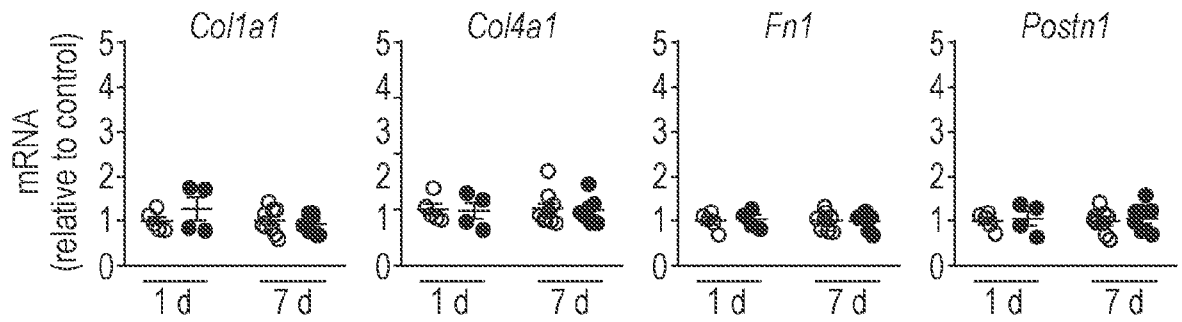 Col1a1 Col4a1 Fn1 Postn1
mRNA
(relative to control)
5 5 5 5
4 4 4 4
3 3 3 3
2 2 2 2
1 1 1 1
0 0 0 0
1 d 7 d 1 d 7 d 1 d 7 d 1 d 7 d